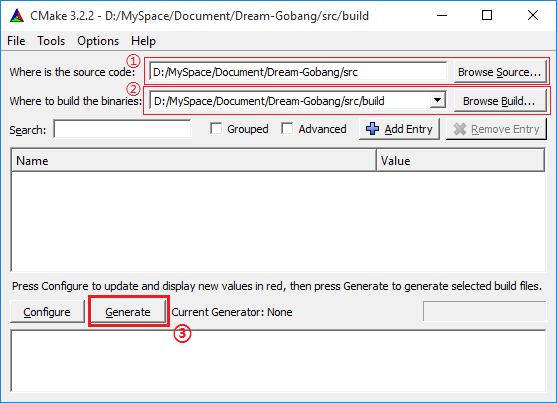 CMake 3.2.2 - D:/MySpace/Document/Dream-Gobang/src/build
File Tools Options Help
①
Where is the source code: D:/MySpace/Document/Dream-Gobang/src Browse Source...
②
Where to build the binaries: D:/MySpace/Document/Dream-Gobang/src/build Browse Build...
Search: Grouped Advanced Add Entry Remove Entry
Name Value
Press Configure to update and display new values in red, then press Generate to generate selected build files.
Configure Generate Current Generator: None
③